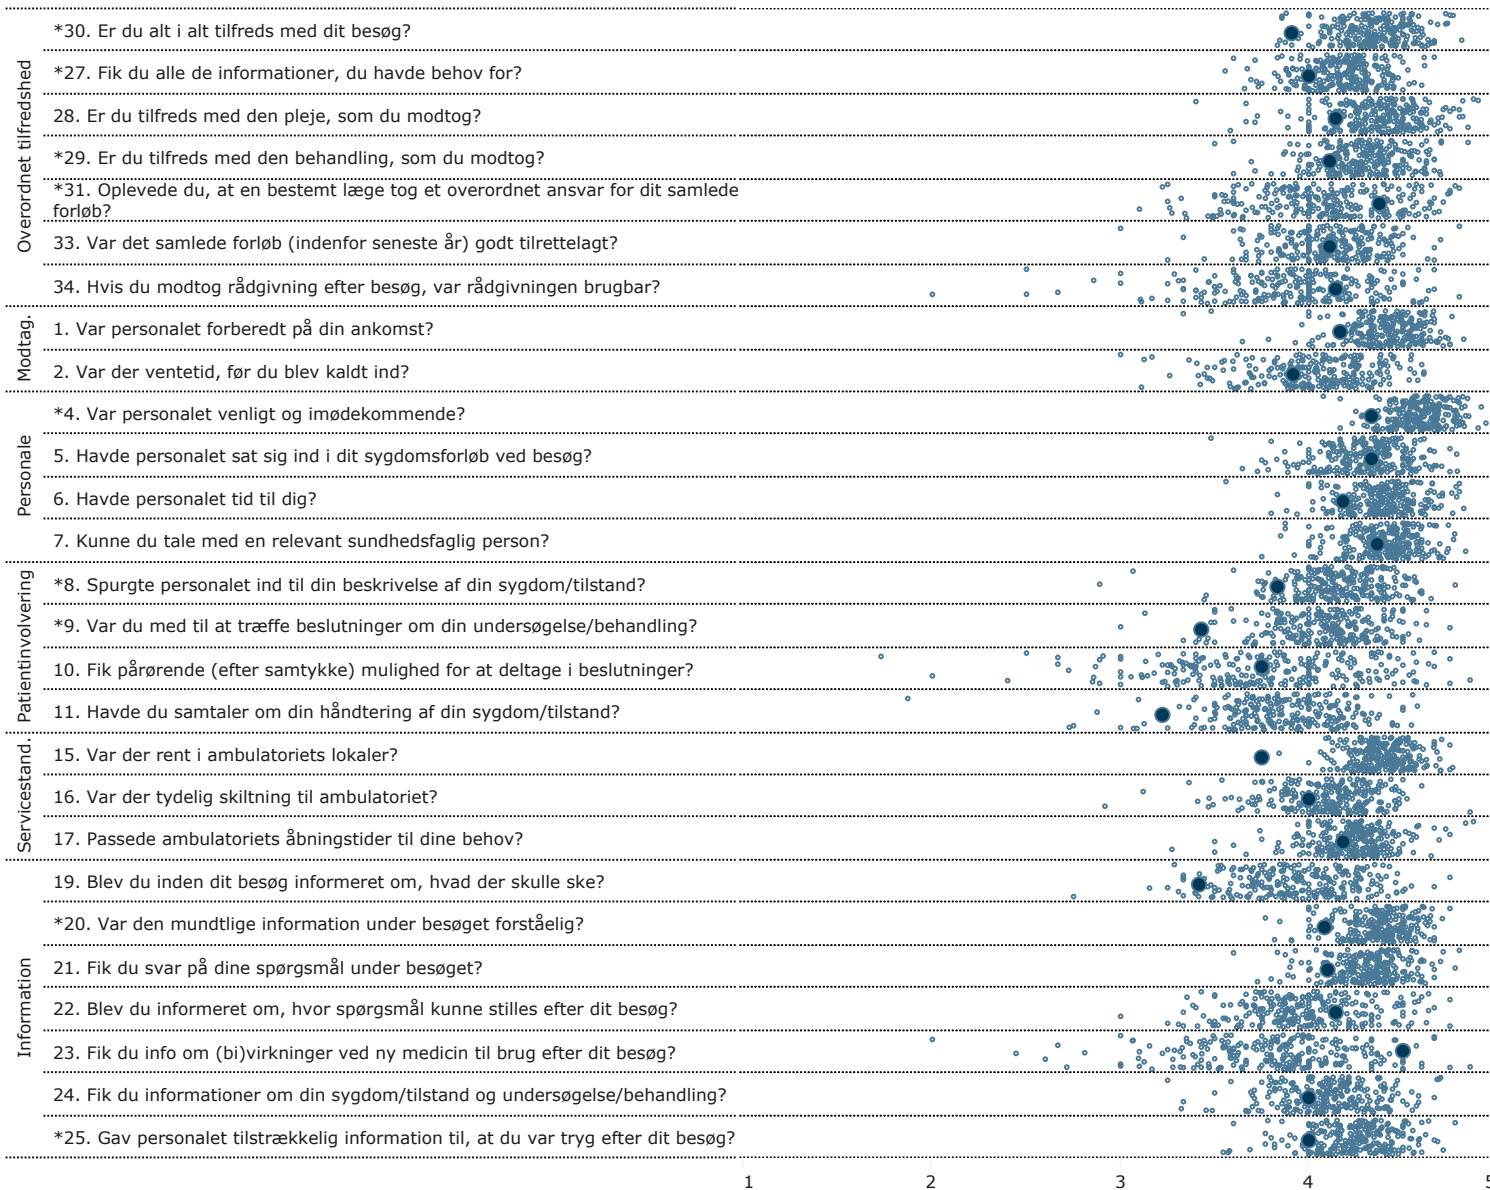 Overordnet tilfredshed
*30. Er du alt i alt tilfreds med dit besøg?
*27. Fik du alle de informationer, du havde behov for?
28. Er du tilfreds med den pleje, som du modtog?
*29. Er du tilfreds med den behandling, som du modtog?
*31. Oplevede du, at en bestemt læge tog et overordnet ansvar for dit samlede
forløb?
33. Var det samlede forløb (indenfor seneste år) godt tilrettelagt?
34. Hvis du modtog rådgivning efter besøg, var rådgivningen brugbar?
Modtag.
1. Var personalet forberedt på din ankomst?
2. Var der ventetid, før du blev kaldt ind?
Personale
*4. Var personalet venligt og imødekommende?
5. Havde personalet sat sig ind i dit sygdomsforløb ved besøg?
6. Havde personalet tid til dig?
7. Kunne du tale med en relevant sundhedsfaglig person?
Patientinvolvering
*8. Spurgte personalet ind til din beskrivelse af din sygdom/tilstand?
*9. Var du med til at træffe beslutninger om din undersøgelse/behandling?
10. Fik pårørende (efter samtykke) mulighed for at deltage i beslutninger?
11. Havde du samtaler om din håndtering af din sygdom/tilstand?
Servicestand.
15. Var der rent i ambulatoriets lokaler?
16. Var der tydelig skiltning til ambulatoriet?
17. Passede ambulatoriets åbningstider til dine behov?
Information
19. Blev du inden dit besøg informeret om, hvad der skulle ske?
*20. Var den mundtlige information under besøget forståelig?
21. Fik du svar på dine spørgsmål under besøget?
22. Blev du informeret om, hvor spørgsmål kunne stilles efter dit besøg?
23. Fik du info om (bi)virkninger ved ny medicin til brug efter dit besøg?
24. Fik du informationer om din sygdom/tilstand og undersøgelse/behandling?
*25. Gav personalet tilstrækkelig information til, at du var tryg efter dit besøg?
1 2 3 4 5